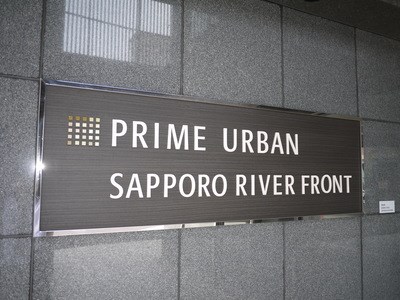 PRIME URBAN
SAPPORO RIVER FRONT